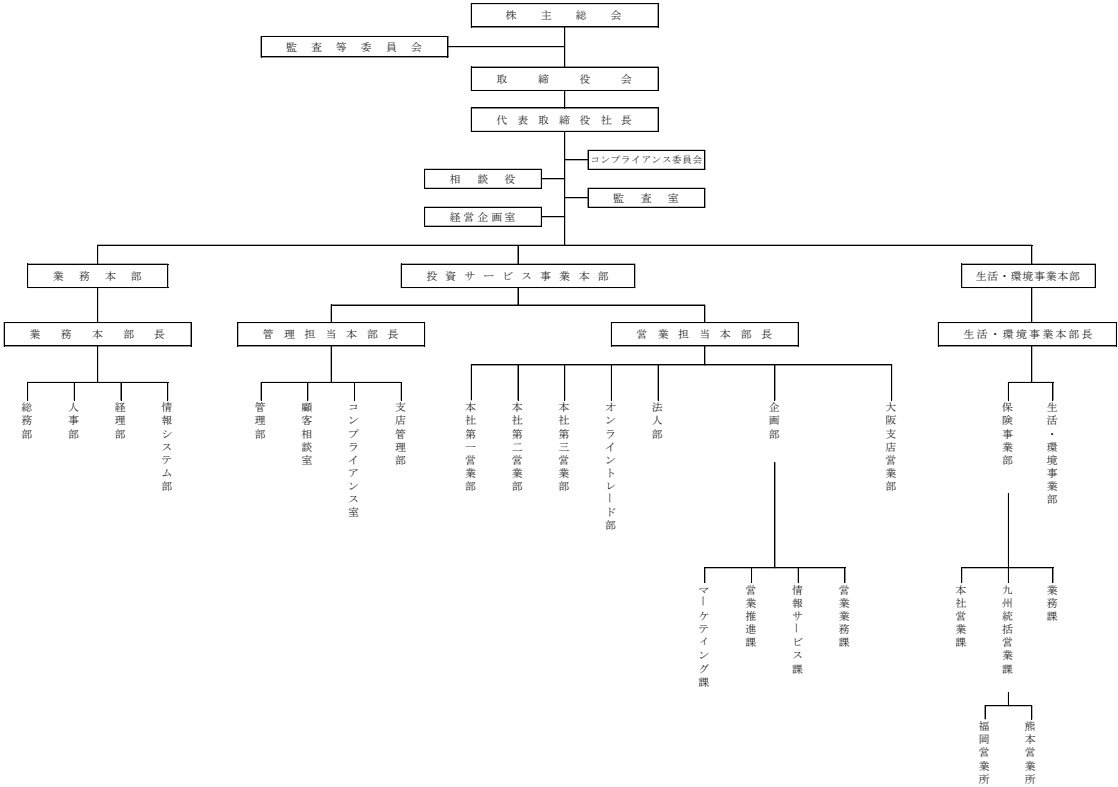 株主総会
監査等委員会
取締役会
代表取締役社長
コンプライアンス委員会
相談役
監査室
経営企画室
業務本部
投資サービス事業本部
生活・環境事業本部
業務本部長
管理担当本部長
営業担当本部長
生活・環境事業本部長
総務部
人事部
経理部
情報システム部
管理部
顧客相談室
コンプライアンス室
支店管理部
本社第一営業部
本社第二営業部
本社第三営業部
オンライントレード部
法人部
企画部
大阪支店営業部
保険事業部
生活・環境事業部
マーケティング課
営業推進課
情報サービス課
営業業務課
本社営業課
九州統括営業課
業務課
福岡営業所
熊本営業所